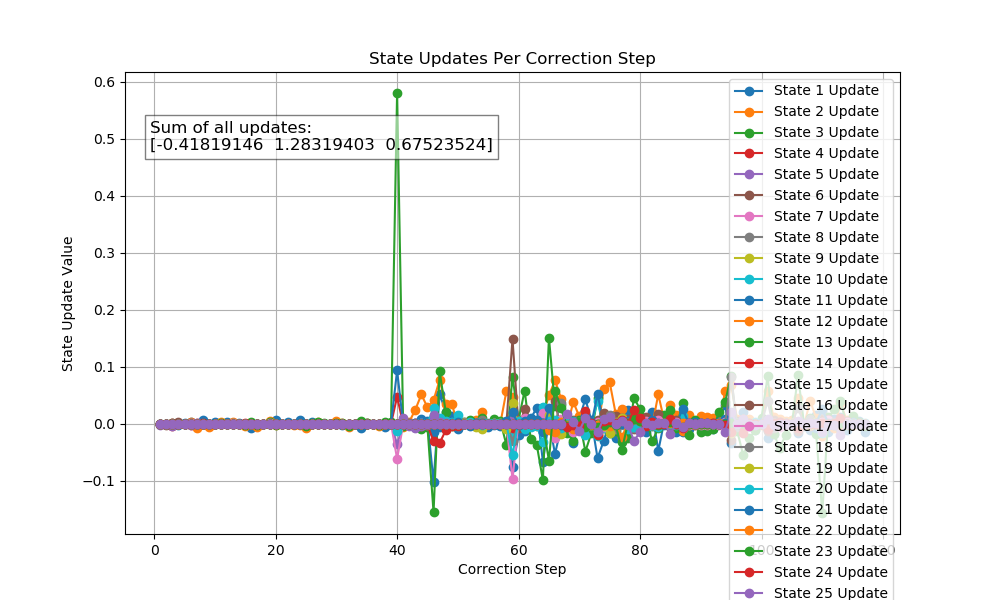 State Updates Per Correction Step
0.6
0.5
0.4
0.3
0.2
0.1
0.0
−0.1
State Update Value
Sum of all updates:
[-0.41819146 1.28319403 0.67523524]
State 1 Update
State 2 Update
State 3 Update
State 4 Update
State 5 Update
State 6 Update
State 7 Update
State 8 Update
State 9 Update
State 10 Update
State 11 Update
State 12 Update
State 13 Update
State 14 Update
State 15 Update
State 16 Update
State 17 Update
State 18 Update
State 19 Update
State 20 Update
State 21 Update
State 22 Update
State 23 Update
State 24 Update
State 25 Update
0 20 40 60 80 100
Correction Step